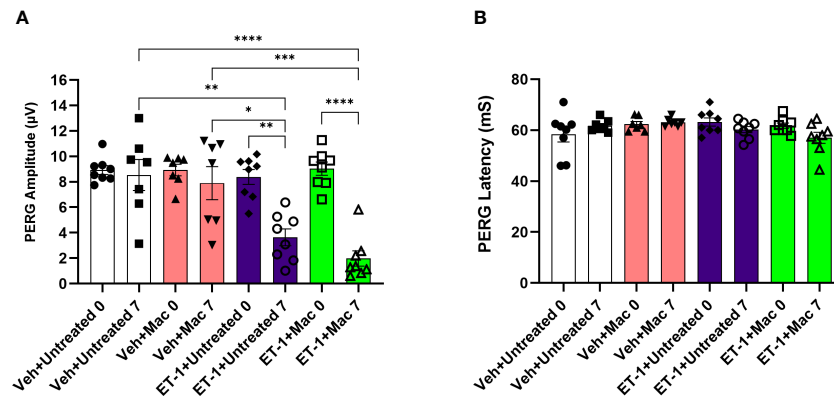 A
B
****
***
**
*
**
****
PERG Amplitude (µV)
16
14
12
10
8
6
4
2
0
Veh+Untreated 0
Veh+Untreated 7
Veh+Mac 0
Veh+Mac 7
ET-1+Untreated 0
ET-1+Untreated 7
ET-1+Mac 0
ET-1+Mac 7
PERG Latency (mS)
80
60
40
20
0
Veh+Untreated 0
Veh+Untreated 7
Veh+Mac 0
Veh+Mac 7
ET-1+Untreated 0
ET-1+Untreated 7
ET-1+Mac 0
ET-1+Mac 7